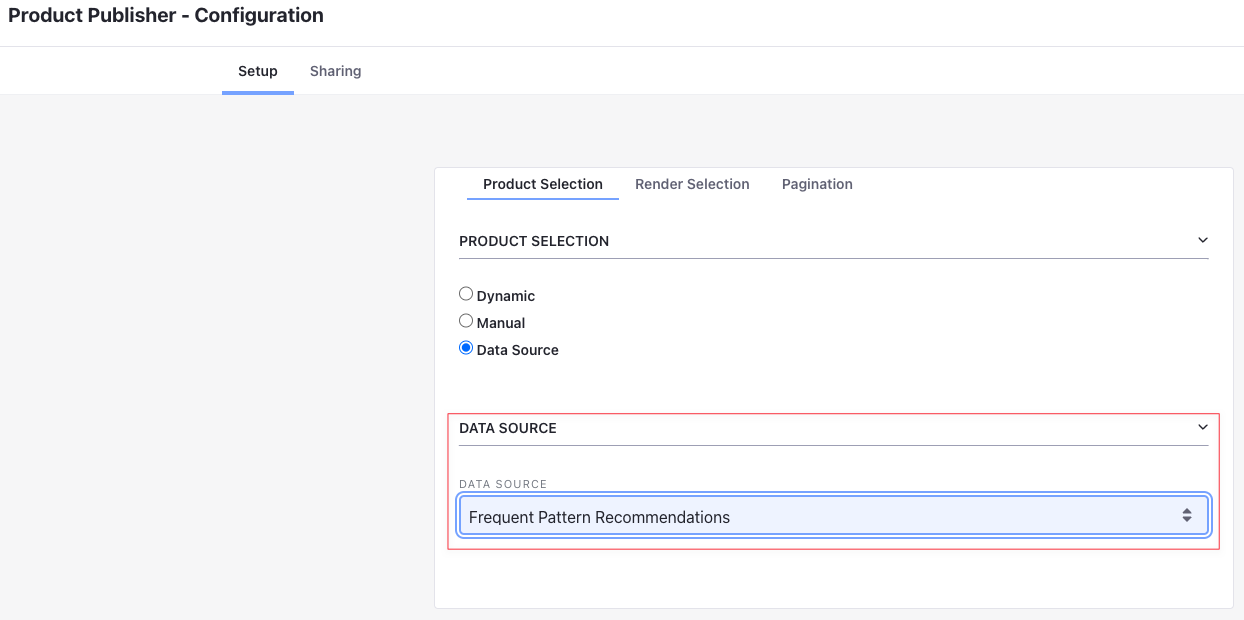 Product Publisher - Configuration
Setup Sharing
Product Selection Render Selection Pagination
PRODUCT SELECTION
Dynamic
Manual
Data Source
DATA SOURCE
DATA SOURCE
Frequent Pattern Recommendations